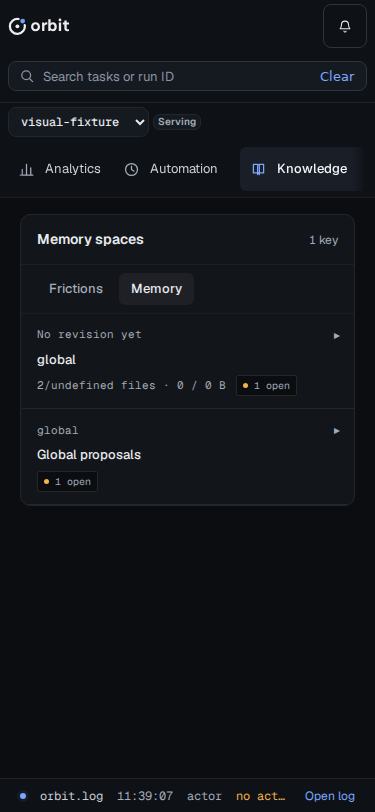 orbit
Search tasks or run ID Clear
visual-fixture Serving
Analytics Automation Knowledge
Memory spaces 1 key
Frictions Memory
No revision yet
global
2/undefined files · 0 / 0 B 1 open
global
Global proposals
1 open
orbit.log 11:39:07 actor no act… Open log